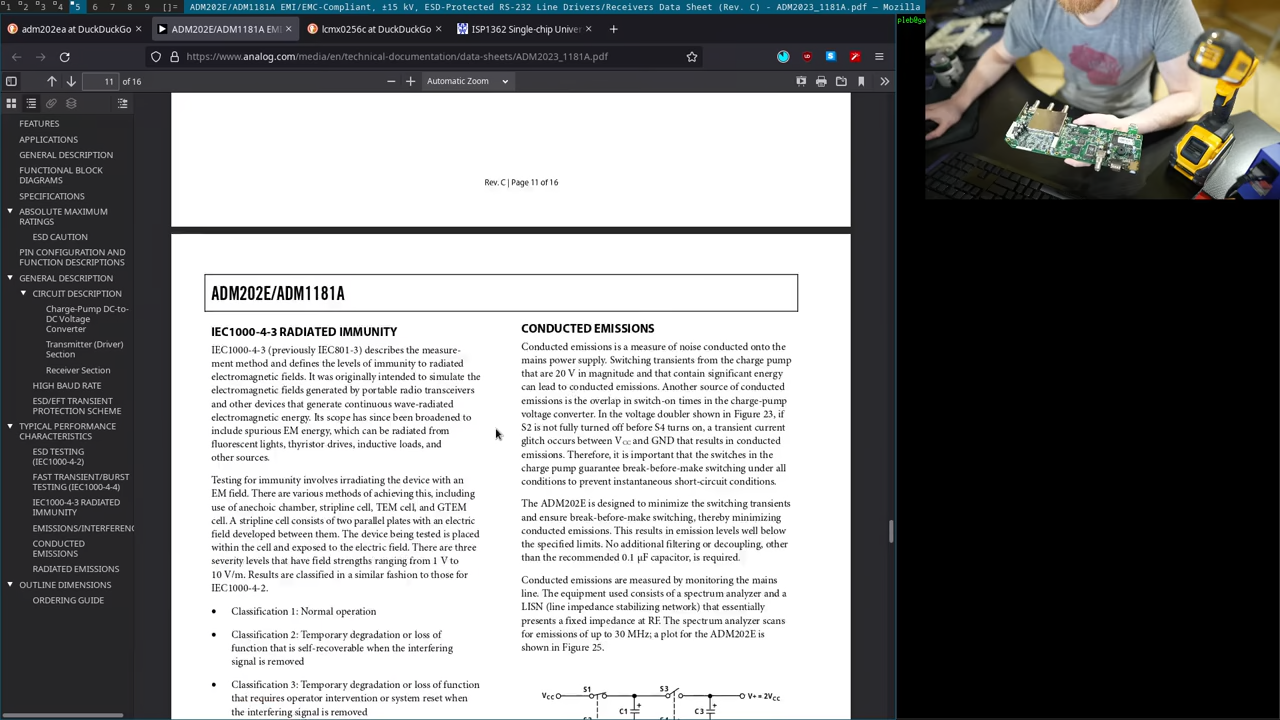 1 2 3 4 5 6 7 8 9 []= ADM202E/ADM1181A EMI/EMC-Compliant, ±15 kV, ESD-Protected RS-232 Line Drivers/Receivers Data Sheet (Rev. C) - ADM2023_1181A.pdf — Mozilla
adm202ea at DuckDuckGo
ADM202E/ADM1181A EMI
lcmx0256c at DuckDuckGo
ISP1362 Single-chip Univer
https://www.analog.com/media/en/technical-documentation/data-sheets/ADM2023_1181A.pdf
11 of 16
Automatic Zoom
FEATURES
APPLICATIONS
GENERAL DESCRIPTION
FUNCTIONAL BLOCK
DIAGRAMS
SPECIFICATIONS
ABSOLUTE MAXIMUM
RATINGS
ESD CAUTION
PIN CONFIGURATION AND
FUNCTION DESCRIPTIONS
GENERAL DESCRIPTION
CIRCUIT DESCRIPTION
Charge-Pump DC-to-
DC Voltage
Converter
Transmitter (Driver)
Section
Receiver Section
HIGH BAUD RATE
ESD/EFT TRANSIENT
PROTECTION SCHEME
TYPICAL PERFORMANCE
CHARACTERISTICS
ESD TESTING
(IEC1000-4-2)
FAST TRANSIENT/BURST
TESTING (IEC1000-4-4)
IEC1000-4-3 RADIATED
IMMUNITY
EMISSIONS/INTERFERENC
CONDUCTED
EMISSIONS
RADIATED EMISSIONS
OUTLINE DIMENSIONS
ORDERING GUIDE
Rev. C | Page 11 of 16
ADM202E/ADM1181A
IEC1000-4-3 RADIATED IMMUNITY
IEC1000-4-3 (previously IEC801-3) describes the measure-
ment method and defines the levels of immunity to radiated
electromagnetic fields. It was originally intended to simulate the
electromagnetic fields generated by portable radio transceivers
and other devices that generate continuous wave-radiated
electromagnetic energy. Its scope has since been broadened to
include spurious EM energy, which can be radiated from
fluorescent lights, thyristor drives, inductive loads, and
other sources.
Testing for immunity involves irradiating the device with an
EM field. There are various methods of achieving this, including
use of anechoic chamber, stripline cell, TEM cell, and GTEM
cell. A stripline cell consists of two parallel plates with an electric
field developed between them. The device being tested is placed
within the cell and exposed to the electric field. There are three
severity levels that have field strengths ranging from 1 V to
10 V/m. Results are classified in a similar fashion to those for
IEC1000-4-2.
• Classification 1: Normal operation
• Classification 2: Temporary degradation or loss of
function that is self-recoverable when the interfering
signal is removed
• Classification 3: Temporary degradation or loss of function
that requires operator intervention or system reset when
the interfering signal is removed
CONDUCTED EMISSIONS
Conducted emissions is a measure of noise conducted onto the
mains power supply. Switching transients from the charge pump
that are 20 V in magnitude and that contain significant energy
can lead to conducted emissions. Another source of conducted
emissions is the overlap in switch-on times in the charge-pump
voltage converter. In the voltage doubler shown in Figure 23, if
S2 is not fully turned off before S4 turns on, a transient current
glitch occurs between VCC and GND that results in conducted
emissions. Therefore, it is important that the switches in the
charge pump guarantee break-before-make switching under all
conditions to prevent instantaneous short-circuit conditions.
The ADM202E is designed to minimize the switching transients
and ensure break-before-make switching, thereby minimizing
conducted emissions. This results in emission levels well below
the specified limits. No additional filtering or decoupling, other
than the recommended 0.1 μF capacitor, is required.
Conducted emissions are measured by monitoring the mains
line. The equipment used consists of a spectrum analyzer and a
LISN (line impedance stabilizing network) that essentially
presents a fixed impedance at RF. The spectrum analyzer scans
for emissions of up to 30 MHz; a plot for the ADM202E is
shown in Figure 25.
VCC S1 S3 V+ = 2VCC
C1 + C3 +